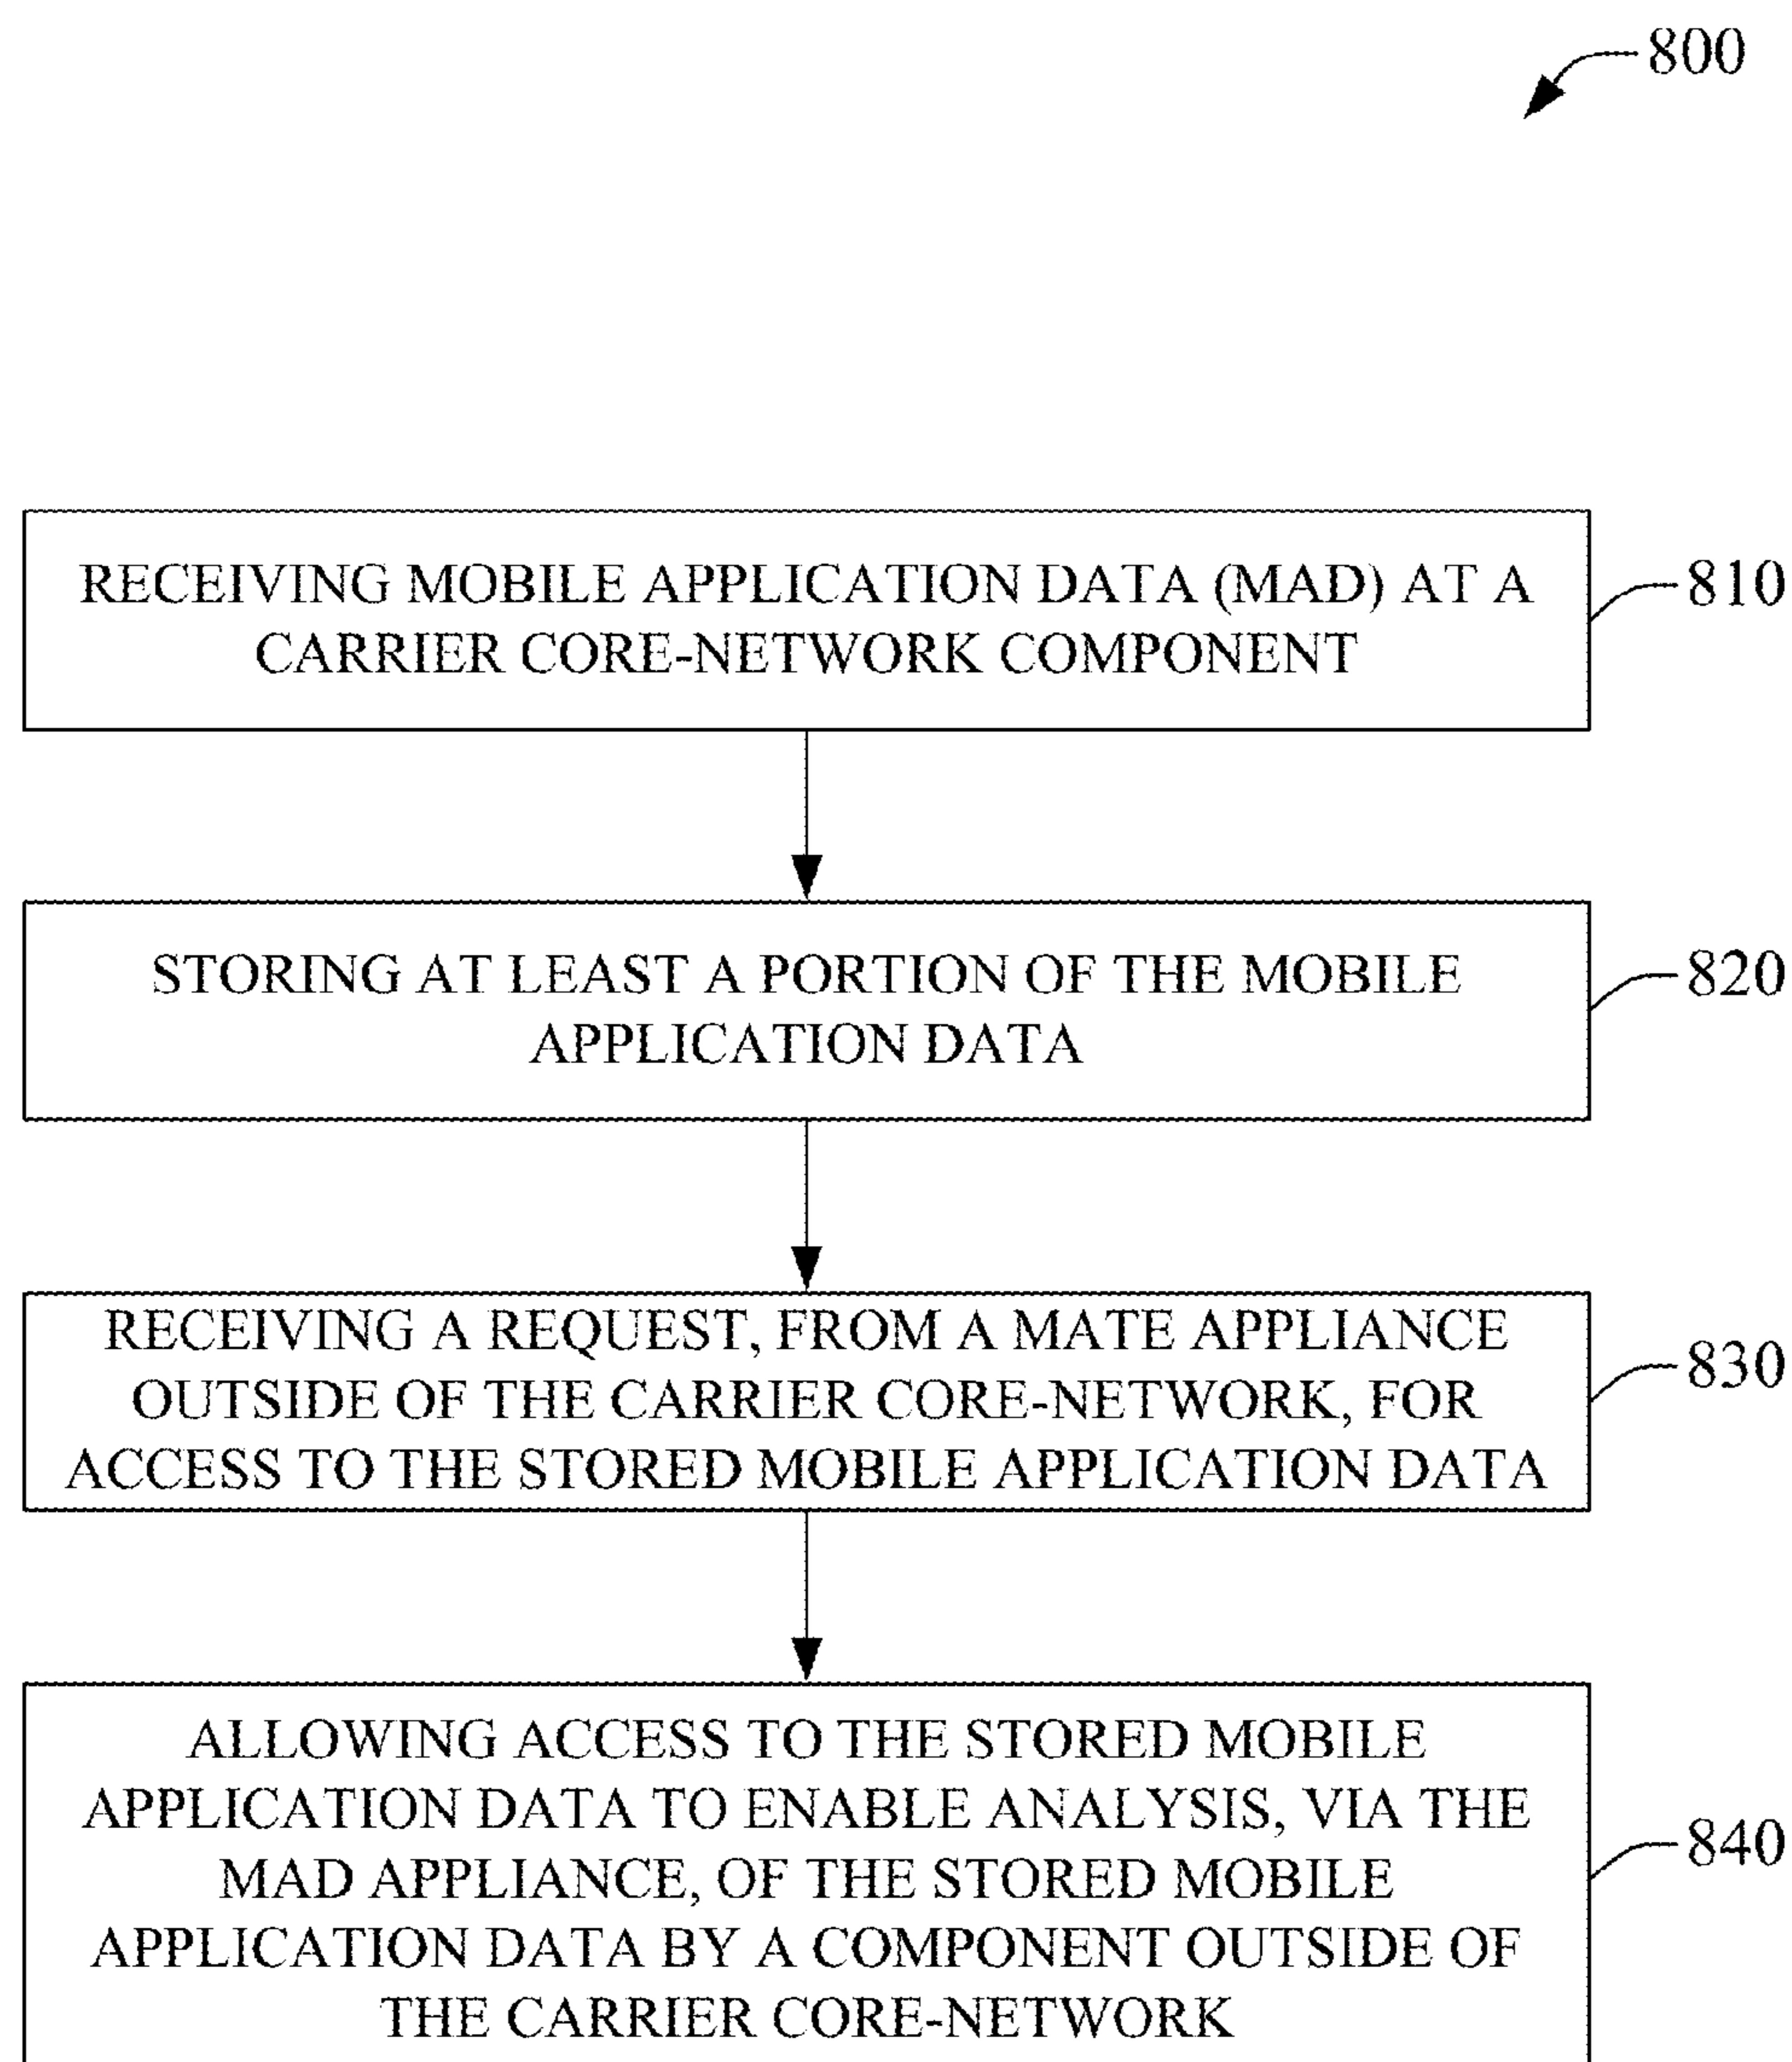 800
RECEIVING MOBILE APPLICATION DATA (MAD) AT A
CARRIER CORE-NETWORK COMPONENT
810
STORING AT LEAST A PORTION OF THE MOBILE
APPLICATION DATA
820
RECEIVING A REQUEST, FROM A MATE APPLIANCE
OUTSIDE OF THE CARRIER CORE-NETWORK, FOR
ACCESS TO THE STORED MOBILE APPLICATION DATA
830
ALLOWING ACCESS TO THE STORED MOBILE
APPLICATION DATA TO ENABLE ANALYSIS, VIA THE
MAD APPLIANCE, OF THE STORED MOBILE
APPLICATION DATA BY A COMPONENT OUTSIDE OF
THE CARRIER CORE-NETWORK
840